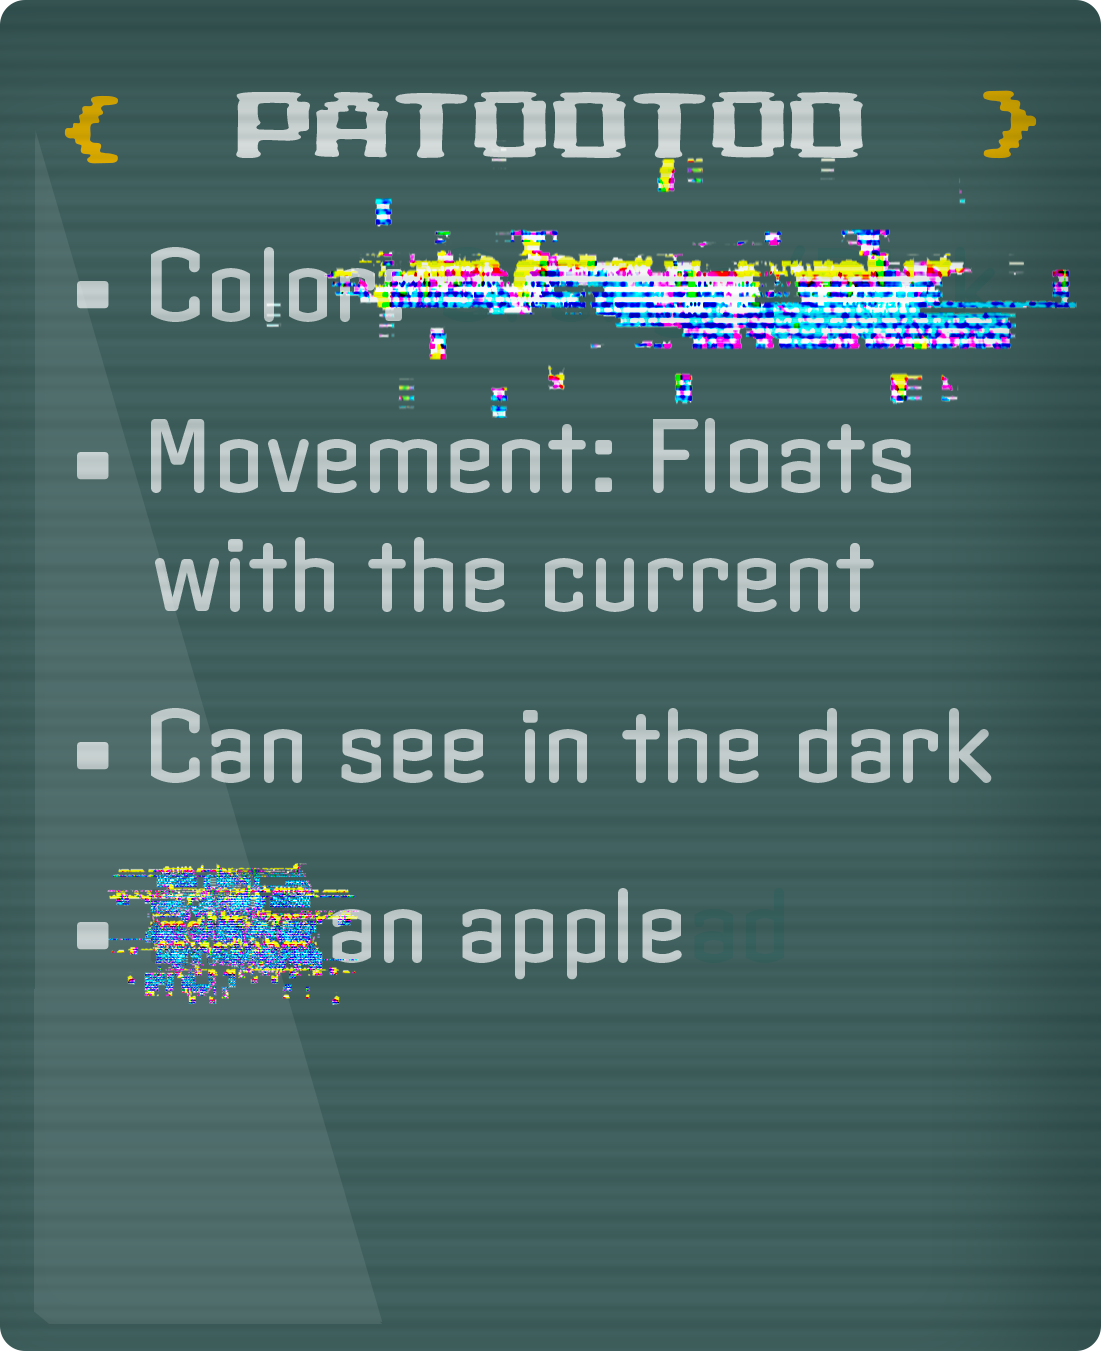 PATOOTOO
▪ Color:
▪ Movement: Floats
with the current
▪ Can see in the dark
▪ an apple